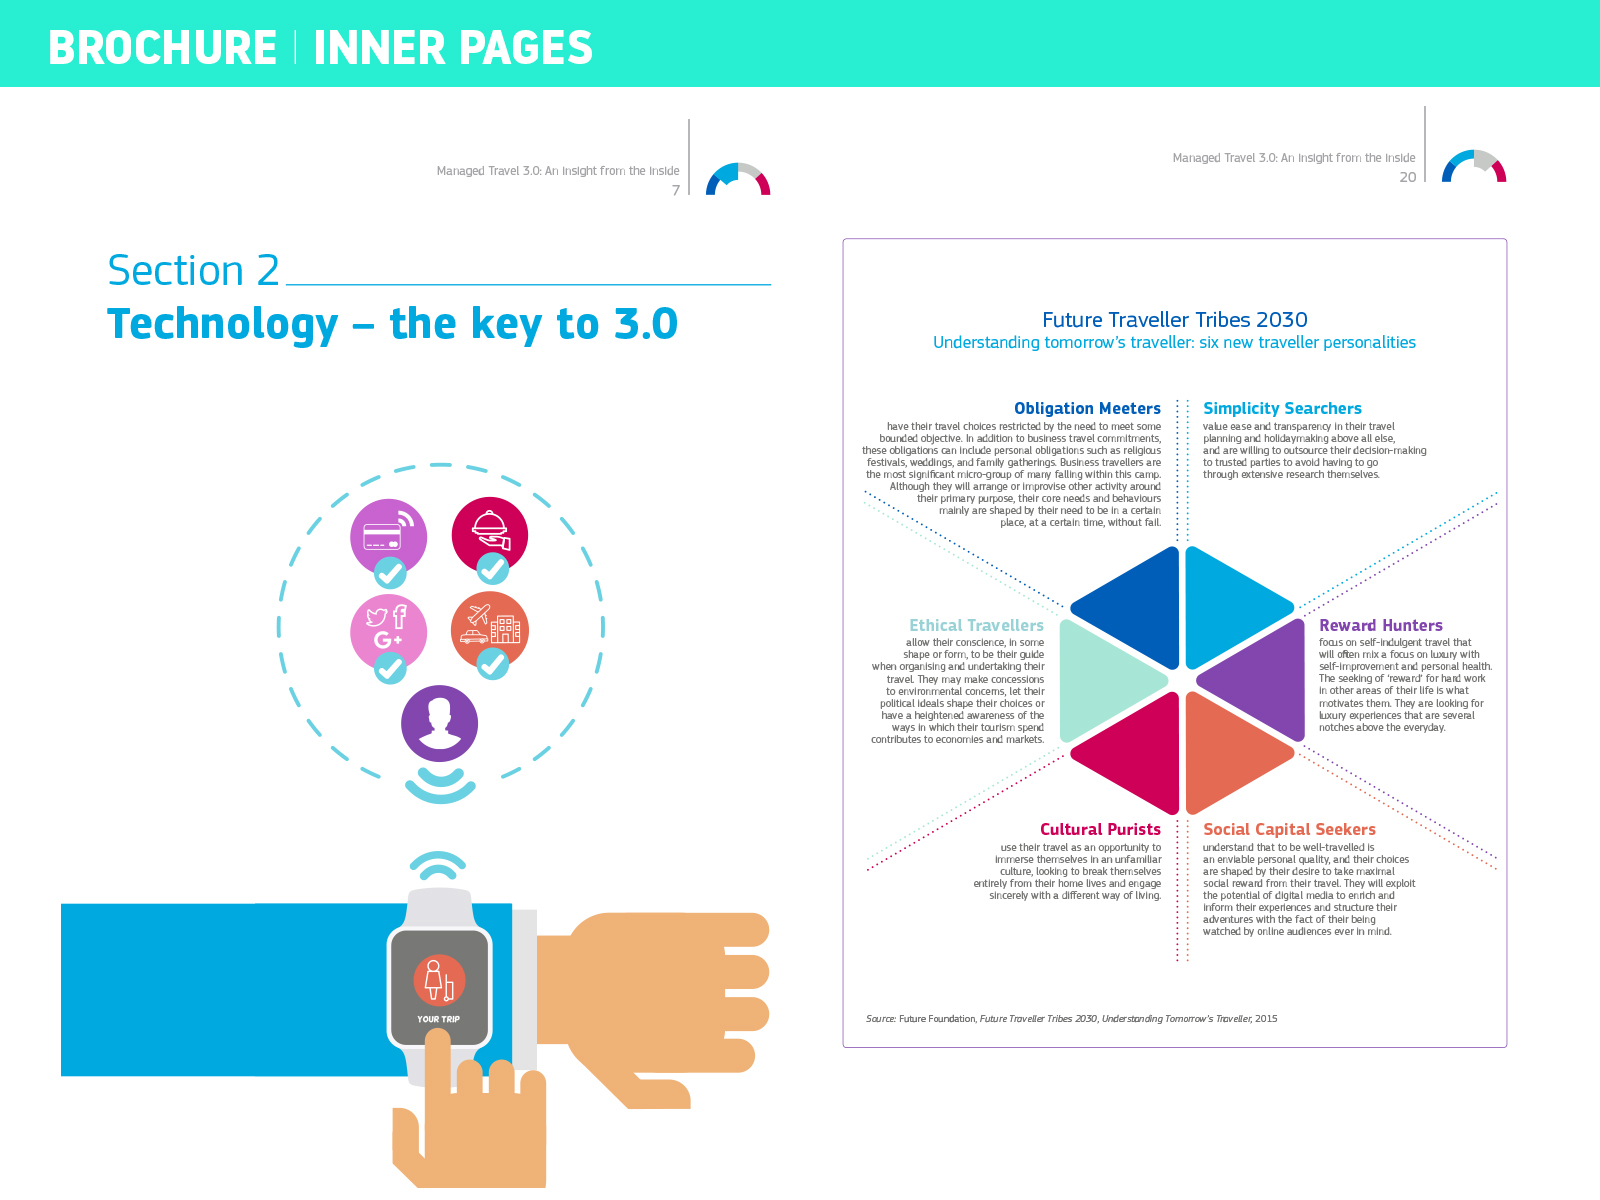 BROCHURE | INNER PAGES
Managed Travel 3.0: An insight from the inside
7
Section 2
Technology – the key to 3.0
G+
YOUR TRIP
Managed Travel 3.0: An insight from the inside
20
Future Traveller Tribes 2030
Understanding tomorrow's traveller: six new traveller personalities
Obligation Meeters
have their travel choices restricted by the need to meet some
bounded objective. In addition to business travel commitments,
these obligations can include personal obligations such as religious
festivals, weddings, and family gatherings. Business travellers are
the most significant micro-group of many falling within this camp.
Although they will arrange or improvise other activity around
their primary purpose, their core needs and behaviours
mainly are shaped by their need to be in a certain
place, at a certain time, without fail.
Simplicity Searchers
value ease and transparency in their travel
planning and holidaymaking above all else,
and are willing to outsource their decision-making
to trusted parties to avoid having to go
through extensive research themselves.
Ethical Travellers
allow their conscience, in some
shape or form, to be their guide
when organising and undertaking their
travel. They may make concessions
to environmental concerns, let their
political ideals shape their choices or
have a heightened awareness of the
ways in which their tourism spend
contributes to economies and markets.
Reward Hunters
focus on self-indulgent travel that
will often mix a focus on luxury with
self-improvement and personal health.
The seeking of 'reward' for hard work
in other areas of their life is what
motivates them. They are looking for
luxury experiences that are several
notches above the everyday.
Cultural Purists
use their travel as an opportunity to
immerse themselves in an unfamiliar
culture, looking to break themselves
entirely from their home lives and engage
sincerely with a different way of living.
Social Capital Seekers
understand that to be well-travelled is
an enviable personal quality, and their choices
are shaped by their desire to take maximal
social reward from their travel. They will exploit
the potential of digital media to enrich and
inform their experiences and structure their
adventures with the fact of their being
watched by online audiences ever in mind.
Source: Future Foundation, Future Traveller Tribes 2030, Understanding Tomorrow's Traveller, 2015